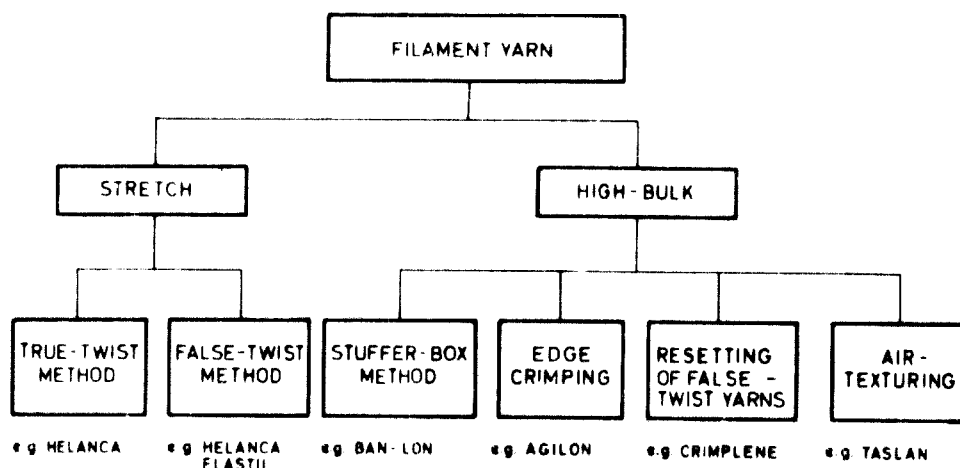 FILAMENT YARN
STRETCH
HIGH-BULK
TRUE-TWIST
METHOD
FALSE-TWIST
METHOD
STUFFER-BOX
METHOD
EDGE
CRIMPING
RESETTING
OF FALSE -
TWIST YARNS
AIR-
TEXTURING
e.g. HELANCA
e.g. HELANCA
e.g. BAN-LON
e.g. AGILON
e.g. CRIMPLENE
e.g. TASLAN